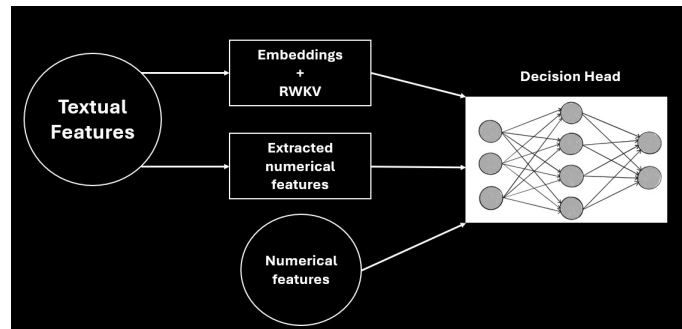 Textual
Features
Embeddings
+
RWKV
Extracted
numerical
features
Numerical
features
Decision Head